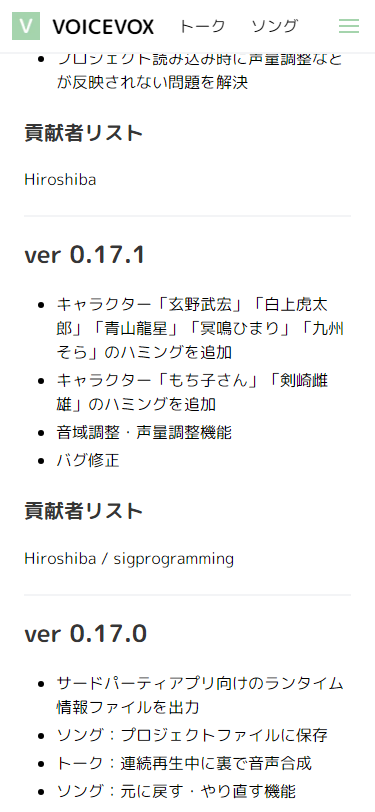 V VOICEVOX トーク ソング
プロジェクト読み込み時に声量調整など
が反映されない問題を解決
貢献者リスト
Hiroshiba
ver 0.17.1
キャラクター「玄野武宏」「白上虎太
郎」「青山龍星」「冥鳴ひまり」「九州
そら」のハミングを追加
キャラクター「もち子さん」「剣崎雌
雄」のハミングを追加
音域調整・声量調整機能
バグ修正
貢献者リスト
Hiroshiba / sigprogramming
ver 0.17.0
サードパーティアプリ向けのランタイム
情報ファイルを出力
ソング：プロジェクトファイルに保存
トーク：連続再生中に裏で音声合成
ソング：元に戻す・やり直す機能